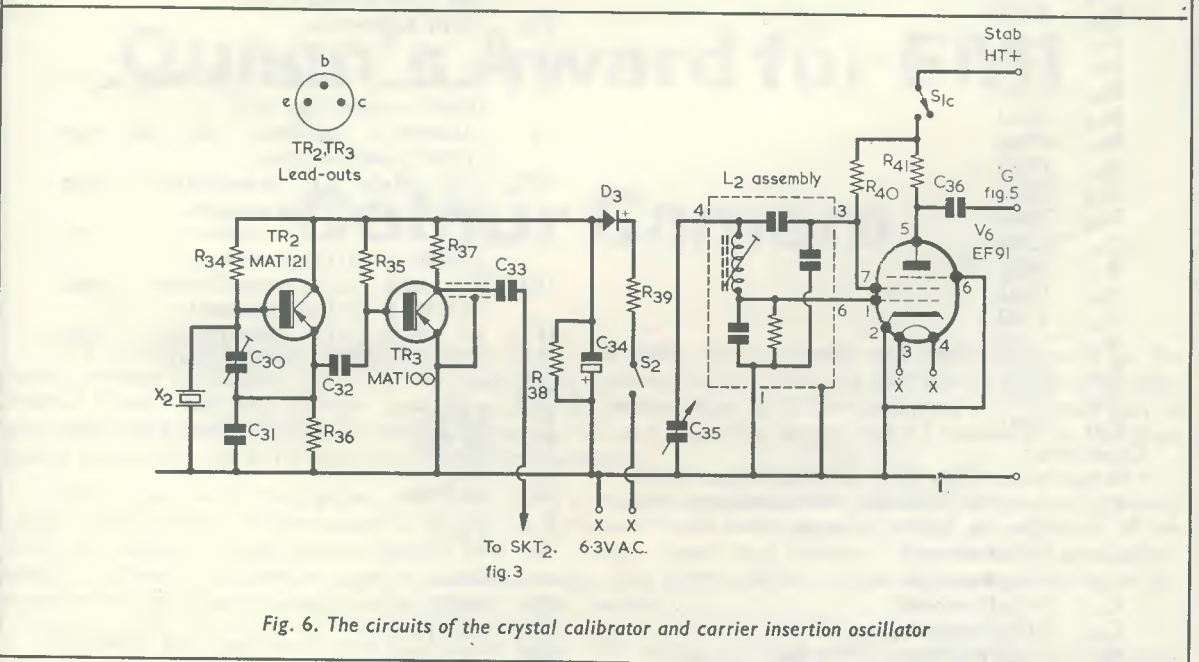 Stab
HT+
b
e
c
TR2,TR3
Lead-outs
S1c
R41
R40
C36
'G'
fig.5
L2 assembly
4
3
5
V6
EF91
D3
TR2
MAT121
R34
R35
R37
C33
R39
7
6
1
6
2
3
4
X
X
C30
C32
TR3
MAT100
C34
+
R
38
S2
X2
C31
R36
C35
1
X
X
To SKT2.
fig.3
6·3V A.C.
Fig. 6. The circuits of the crystal calibrator and carrier insertion oscillator